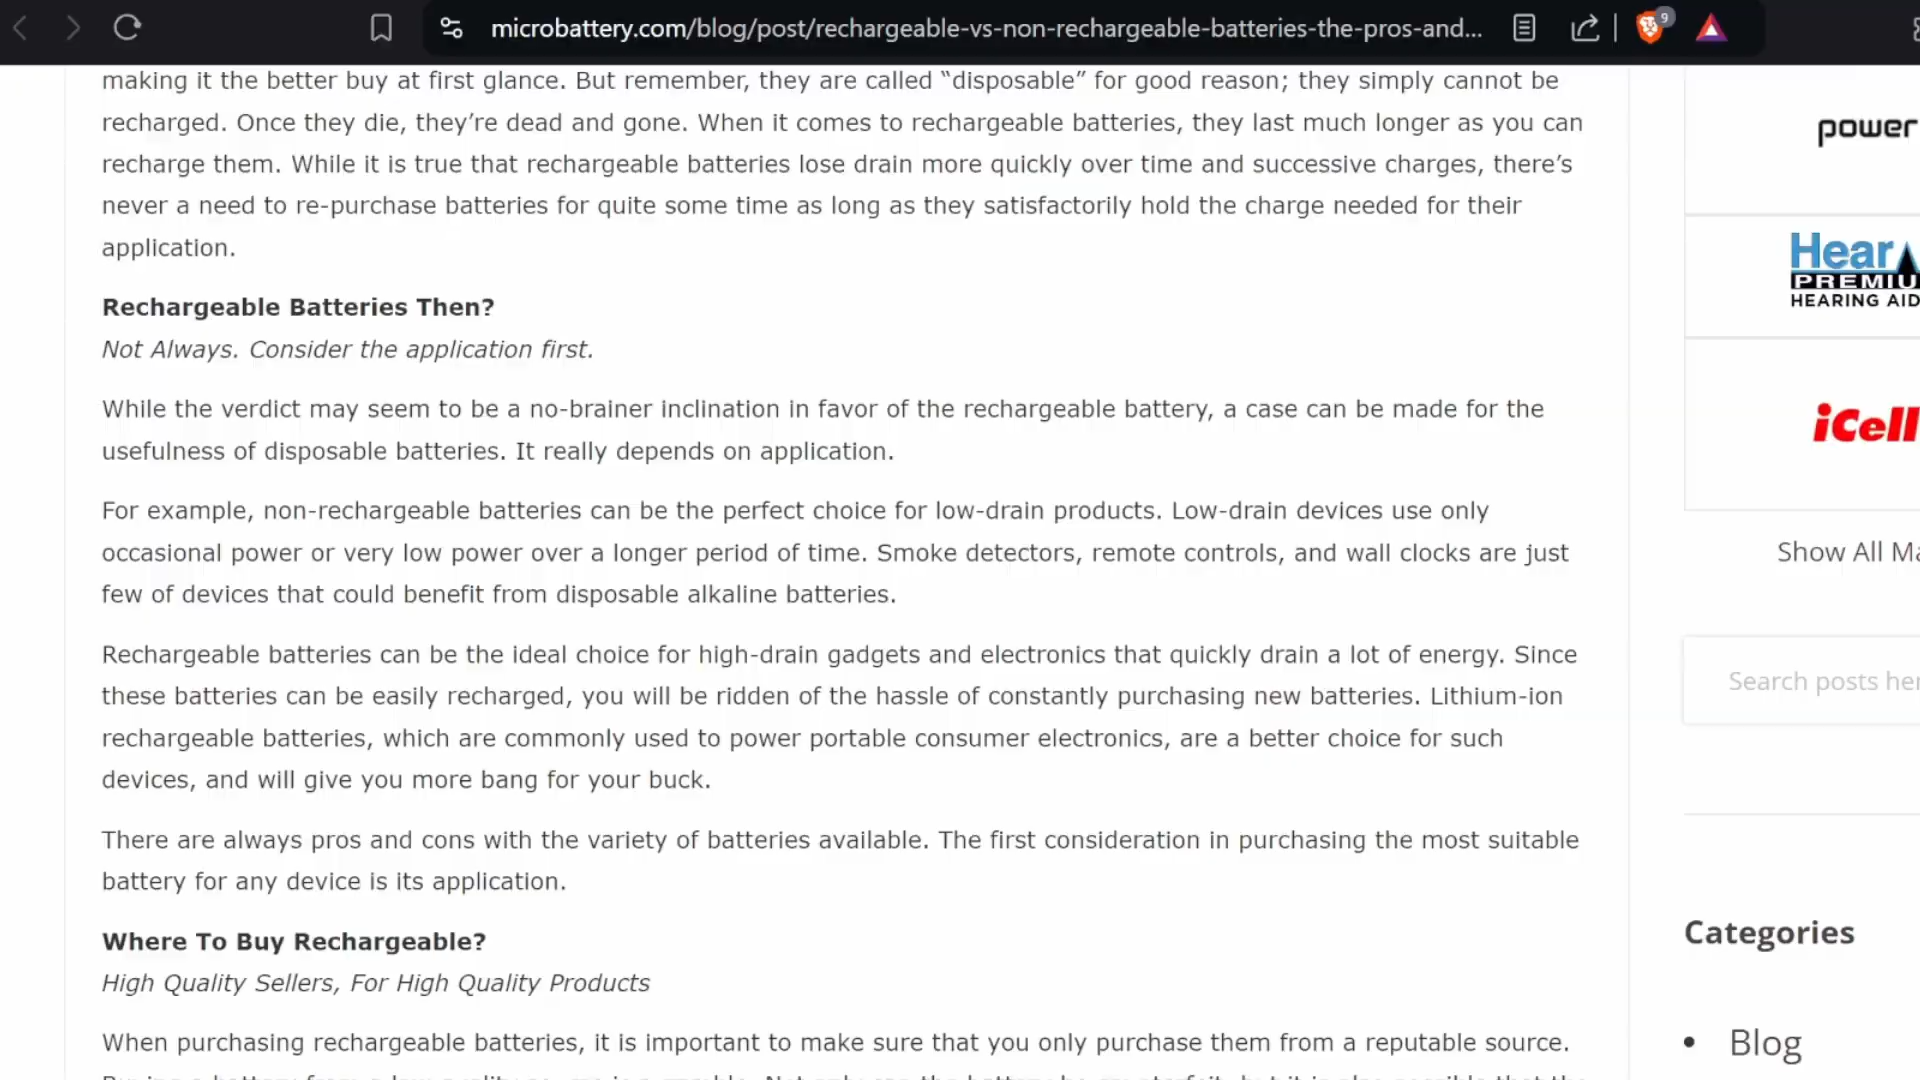 microbattery.com/blog/post/rechargeable-vs-non-rechargeable-batteries-the-pros-and...
9
making it the better buy at first glance. But remember, they are called “disposable” for good reason; they simply cannot be
recharged. Once they die, they’re dead and gone. When it comes to rechargeable batteries, they last much longer as you can
recharge them. While it is true that rechargeable batteries lose drain more quickly over time and successive charges, there’s
never a need to re-purchase batteries for quite some time as long as they satisfactorily hold the charge needed for their
application.
Rechargeable Batteries Then?
Not Always. Consider the application first.
While the verdict may seem to be a no-brainer inclination in favor of the rechargeable battery, a case can be made for the
usefulness of disposable batteries. It really depends on application.
For example, non-rechargeable batteries can be the perfect choice for low-drain products. Low-drain devices use only
occasional power or very low power over a longer period of time. Smoke detectors, remote controls, and wall clocks are just
few of devices that could benefit from disposable alkaline batteries.
Rechargeable batteries can be the ideal choice for high-drain gadgets and electronics that quickly drain a lot of energy. Since
these batteries can be easily recharged, you will be ridden of the hassle of constantly purchasing new batteries. Lithium-ion
rechargeable batteries, which are commonly used to power portable consumer electronics, are a better choice for such
devices, and will give you more bang for your buck.
There are always pros and cons with the variety of batteries available. The first consideration in purchasing the most suitable
battery for any device is its application.
Where To Buy Rechargeable?
High Quality Sellers, For High Quality Products
When purchasing rechargeable batteries, it is important to make sure that you only purchase them from a reputable source.
power
Hear
PREMIU
HEARING AID
iCell
Show All Ma
Search posts her
Categories
• Blog